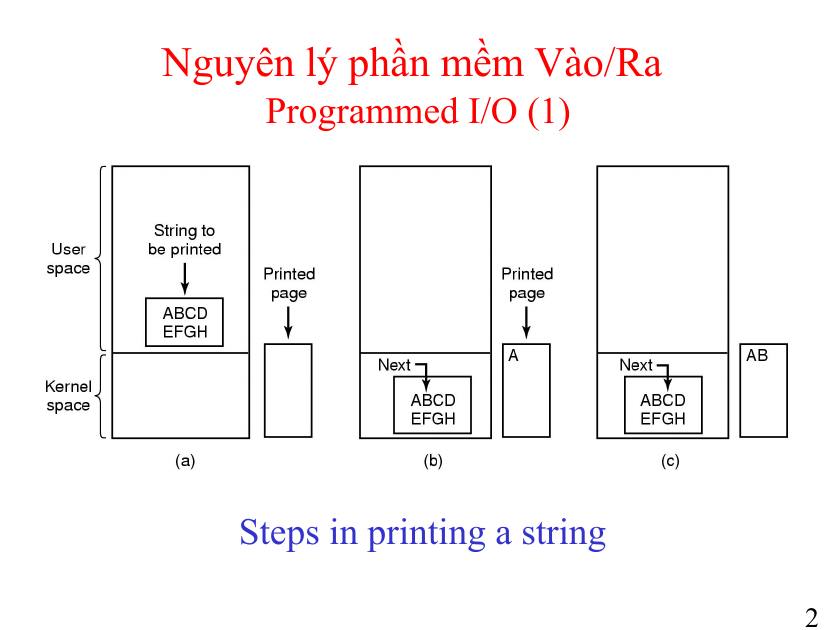 Nguyên lý phần mềm Vào/Ra
Programmed I/O (1)
User
space
Kernel
space
String to
be printed
ABCD
EFGH
Printed
page
(a)
Next
ABCD
EFGH
Printed
page
A
(b)
Next
ABCD
EFGH
AB
(c)
Steps in printing a string
2